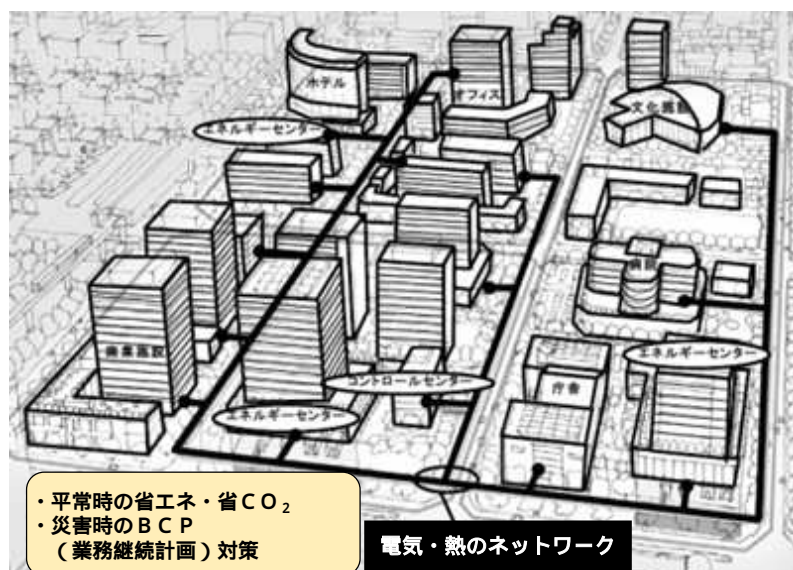 ホテル
オフィス
文化施設
エネルギーセンター
病院
エネルギーセンター
商業施設
コントロールセンター
庁舎
エネルギーセンター
・平常時の省エネ・省ＣＯ₂
・災害時のＢＣＰ
（業務継続計画）対策
電気・熱のネットワーク